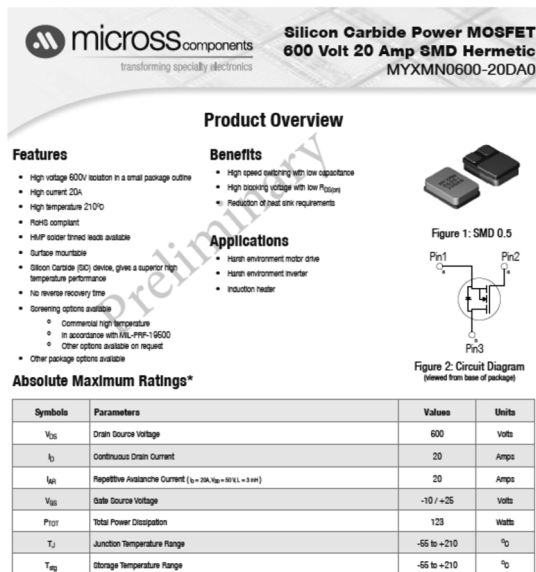 micross components
transforming specialty electronics
Silicon Carbide Power MOSFET
600 Volt 20 Amp SMD Hermetic
MYXMN0600-20DA0
Product Overview
Features
• High voltage 600V isolation in a small package outline
• High current 20A
• High temperature 210°C
• RoHS compliant
• HMP solder tinned leads available
• Surface mountable
• Silicon Carbide (SiC) device, gives a superior high
temperature performance
• No reverse recovery time
• Screening options available
° Commercial high temperature
° In accordance with MIL-PRF-19500
° Other options available on request
• Other package options available
Benefits
• High speed switching with low capacitance
• High blocking voltage with low RDS(on)
• Reduction of heat sink requirements
Applications
• Harsh environment motor drive
• Harsh environment inverter
• Induction heater
Preliminary
Figure 1: SMD 0.5
Pin1 Pin2
Pin3
Figure 2: Circuit Diagram
(viewed from base of package)
Absolute Maximum Ratings*
Symbols Parameters Values Units
VDS Drain Source Voltage 600 Volts
ID Continuous Drain Current 20 Amps
IAR Repetitive Avalanche Current (ID = 20A, VDD = 50 V, L = 3 mH) 20 Amps
VGS Gate Source Voltage -10 / +25 Volts
PTOT Total Power Dissipation 123 Watts
TJ Junction Temperature Range -55 to +210 °C
Tstg Storage Temperature Range -55 to +210 °C